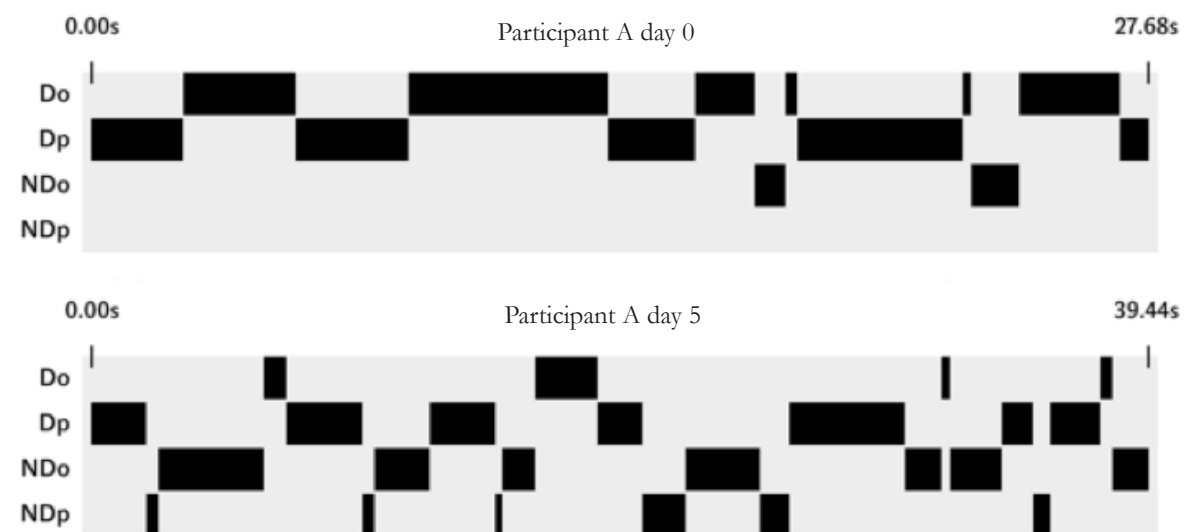 0.00s Participant A day 0 27.68s
Do
Dp
NDo
NDp
0.00s Participant A day 5 39.44s
Do
Dp
NDo
NDp